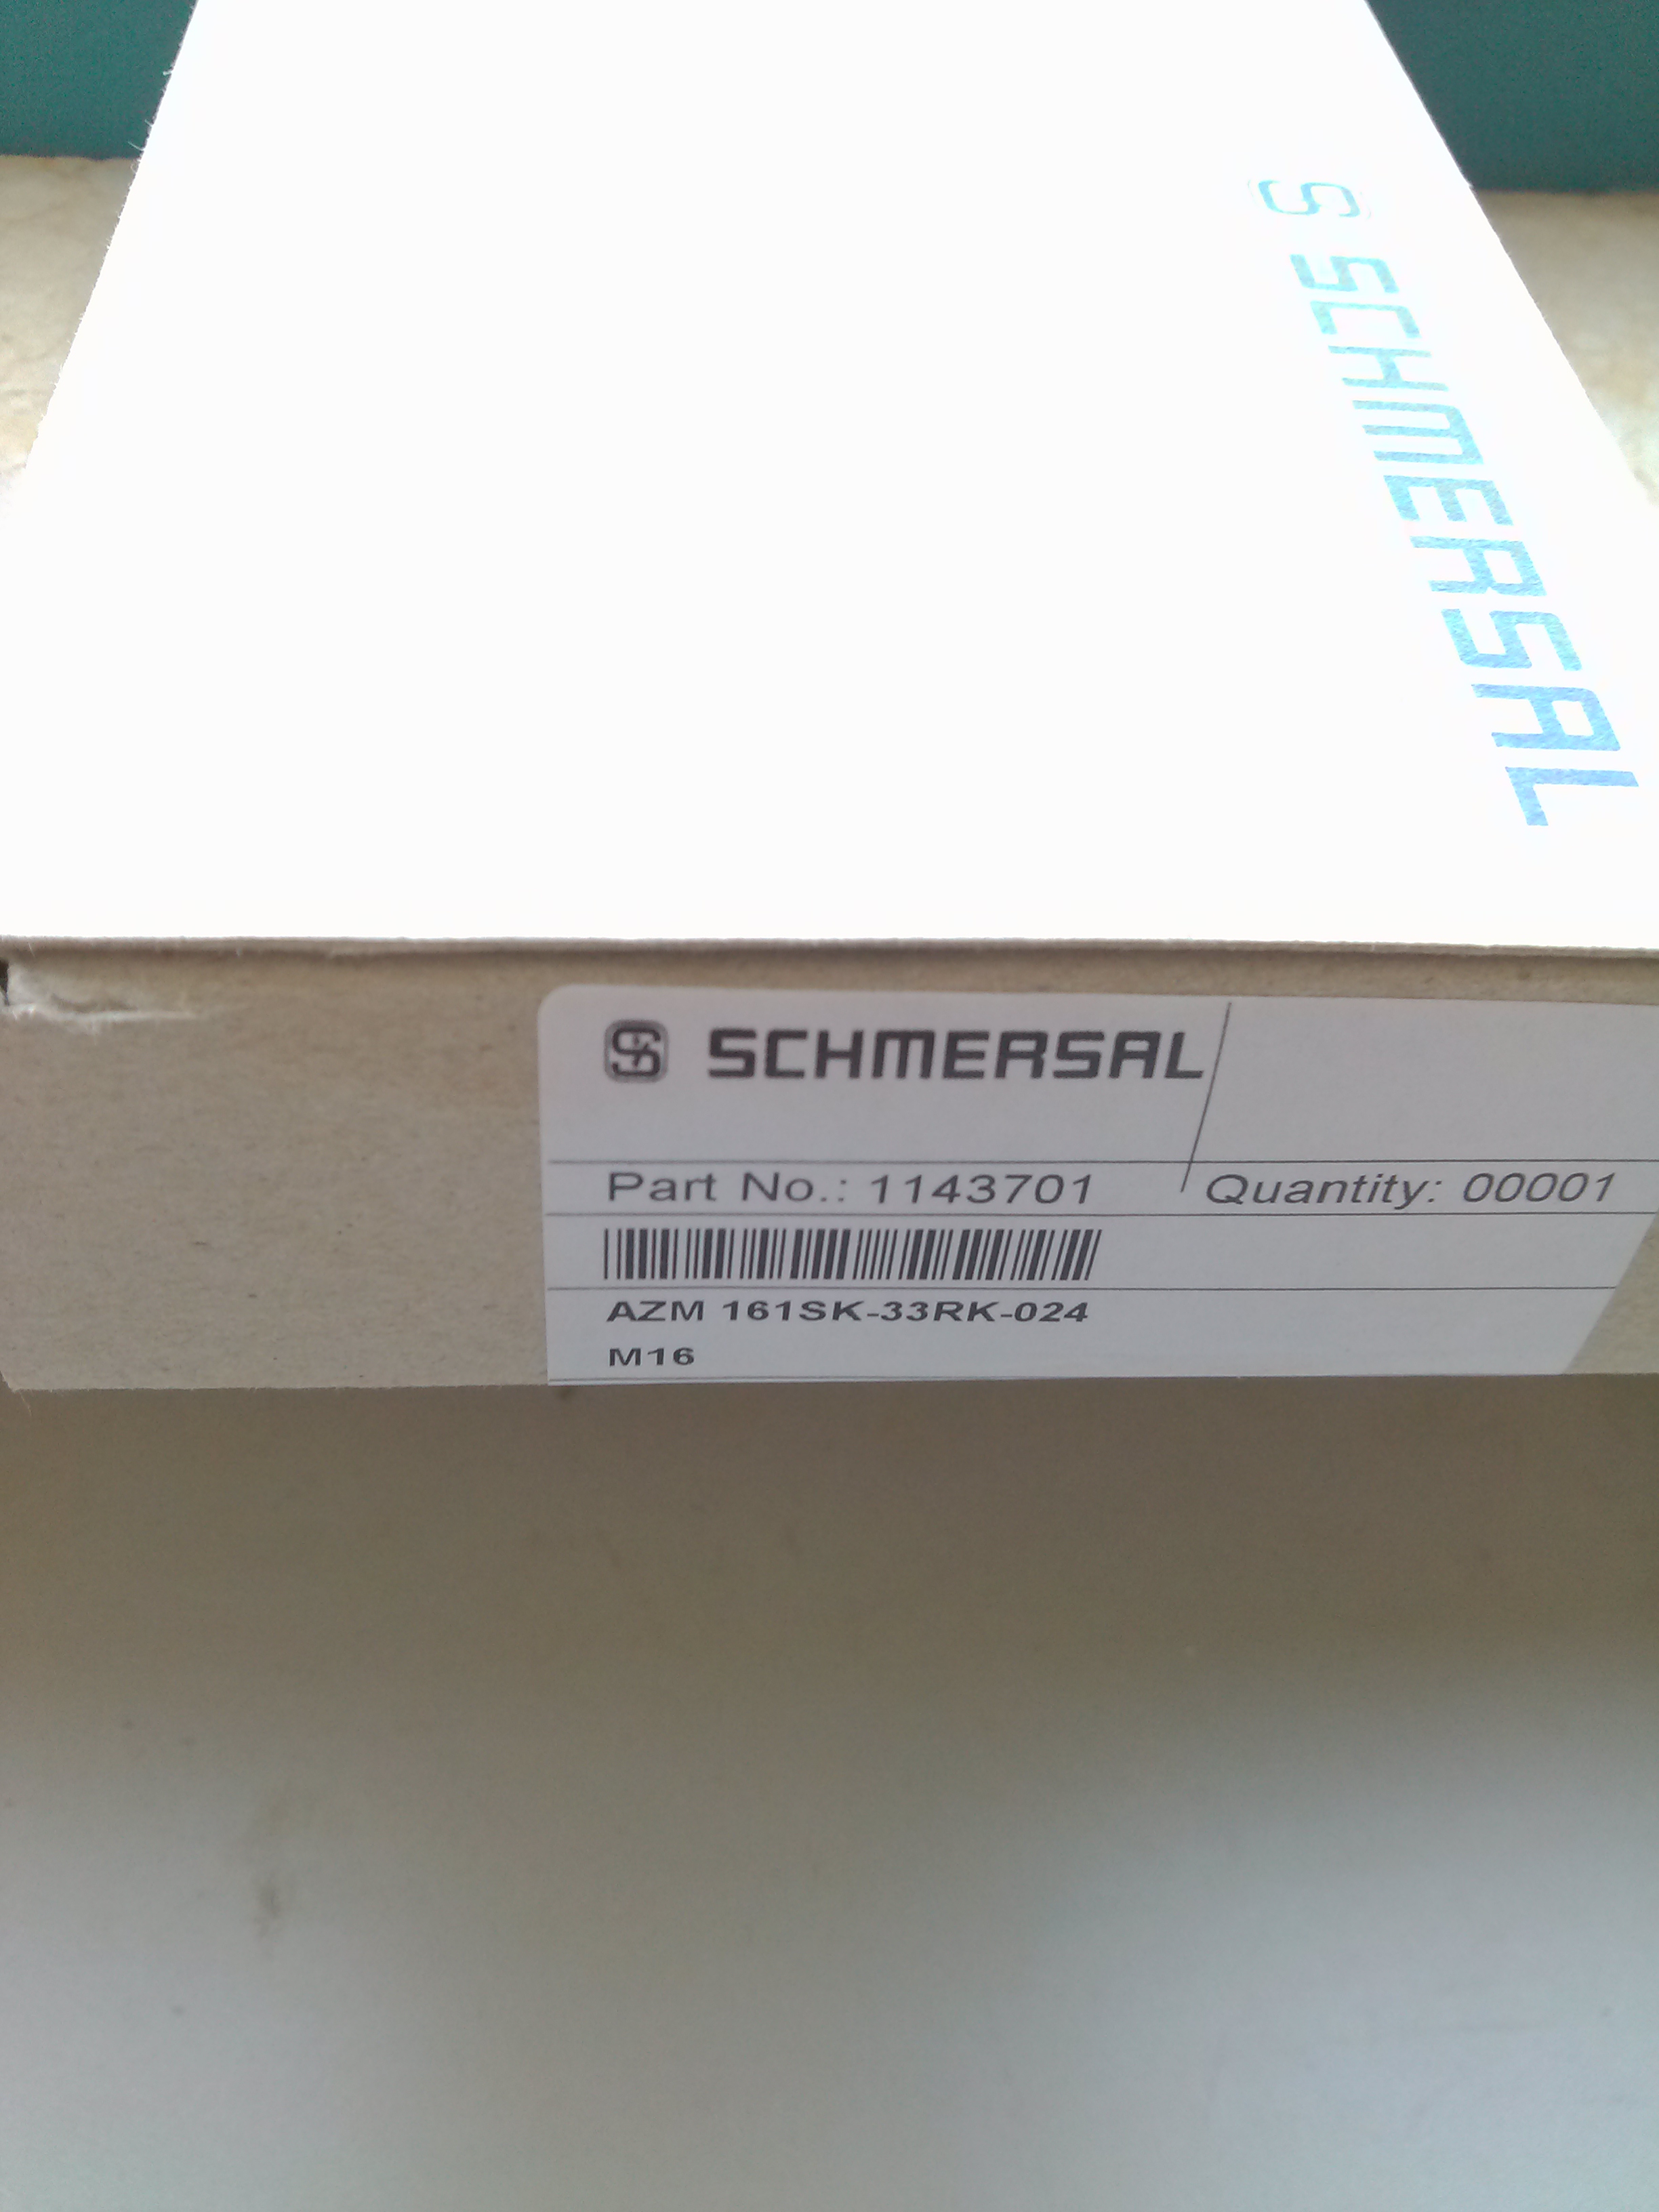 SCHMERSAL
SCHMERSAL
Part No.: 1143701 Quantity: 00001
AZM 161SK-33RK-024
M16